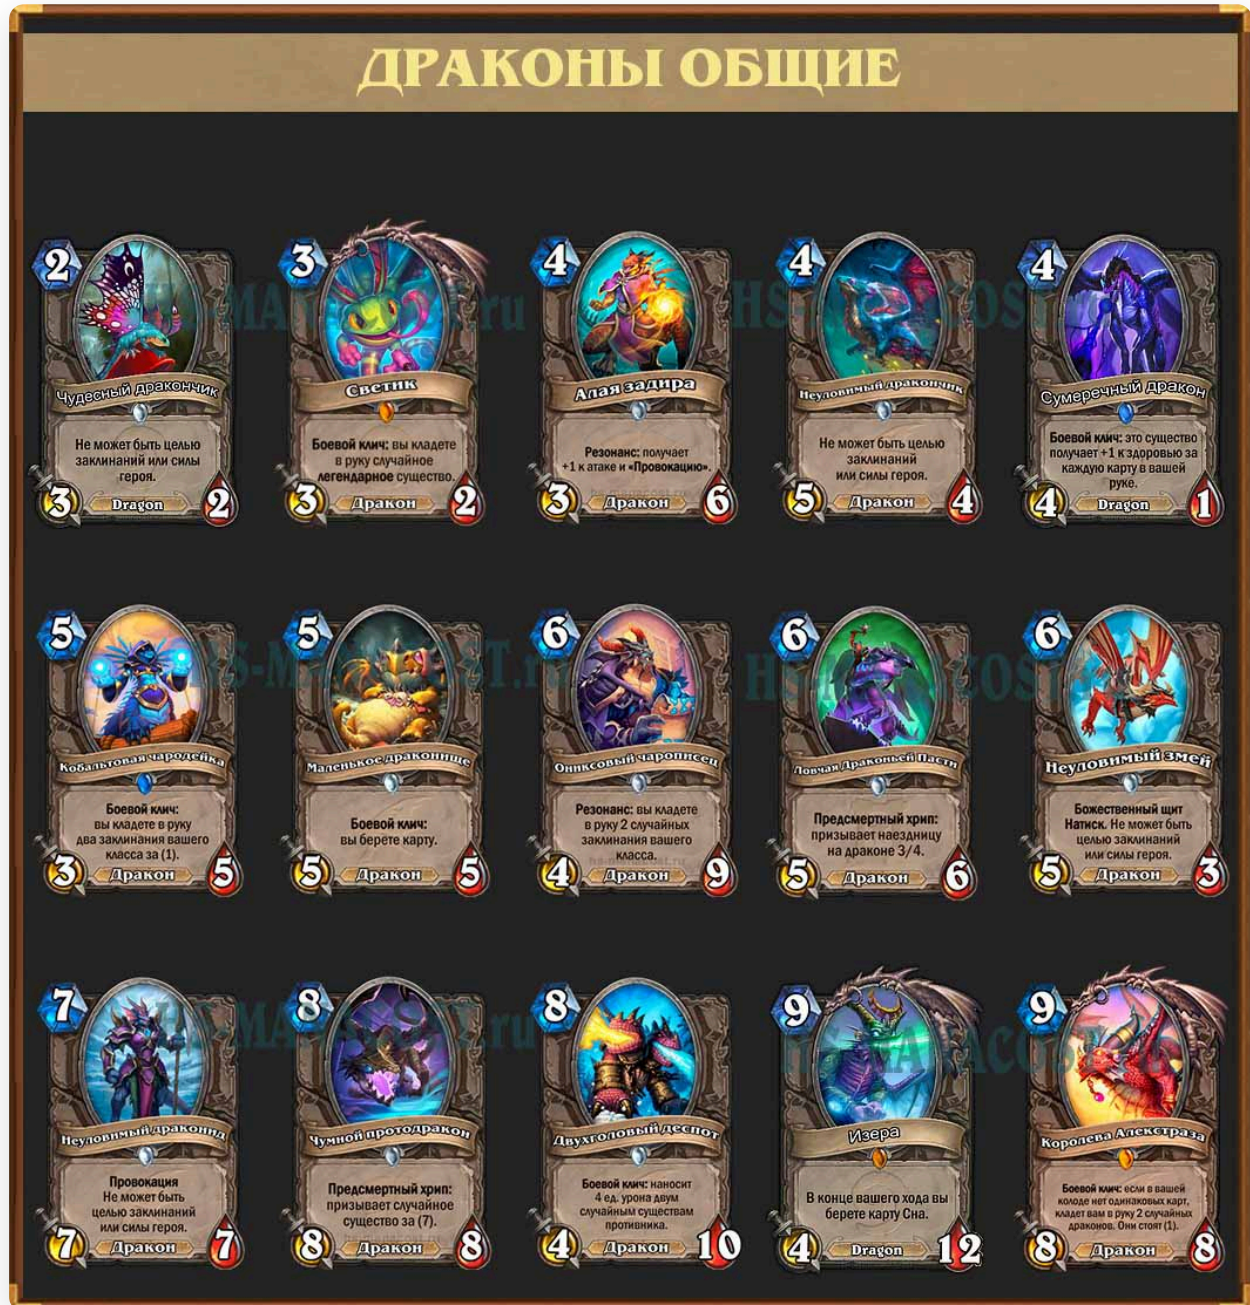 ДРАКОНЫ ОБЩИЕ
2
Чудесный дракончик
Не может быть целью
заклинаний или силы
героя.
3
Dragon
2
3
Светик
Боевой клич: вы кладете
в руку случайное
легендарное существо.
3
Дракон
2
4
Алая задира
Резонанс: получает
+1 к атаке и «Провокацию».
3
Дракон
6
4
Неуловимый дракончик
Не может быть целью
заклинаний
или силы героя.
5
Дракон
4
4
Сумеречный дракон
Боевой клич: это существо
получает +1 к здоровью за
каждую карту в вашей
руке.
4
Dragon
1
5
Кобальтовая чародейка
Боевой клич:
вы кладете в руку
два заклинания вашего
класса за (1).
3
Дракон
5
5
Маленькое драконище
Боевой клич:
вы берете карту.
5
Дракон
5
6
Ониксовый чарописец
Резонанс: вы кладете
в руку 2 случайных
заклинания вашего
класса.
4
Дракон
9
6
Ловчая Драконьей Пасти
Предсмертный хрип:
призывает наездницу
на драконе 3/4.
5
Дракон
6
6
Неуловимый змей
Божественный щит
Натиск. Не может быть
целью заклинаний
или силы героя.
5
Дракон
3
7
Неуловимый драконид
Провокация
Не может быть
целью заклинаний
или силы героя.
7
Дракон
7
8
Чумной протодракон
Предсмертный хрип:
призывает случайное
существо за (7).
8
Дракон
8
8
Двухголовый деспот
Боевой клич: наносит
4 ед. урона двум
случайным существам
противника.
4
Дракон
10
9
Изера
В конце вашего хода вы
берете карту Сна.
4
Dragon
12
9
Королева Алекстраза
Боевой клич: если в вашей
колоде нет одинаковых карт,
кладет вам в руку 2 случайных
драконов. Они стоят (1).
8
Дракон
8